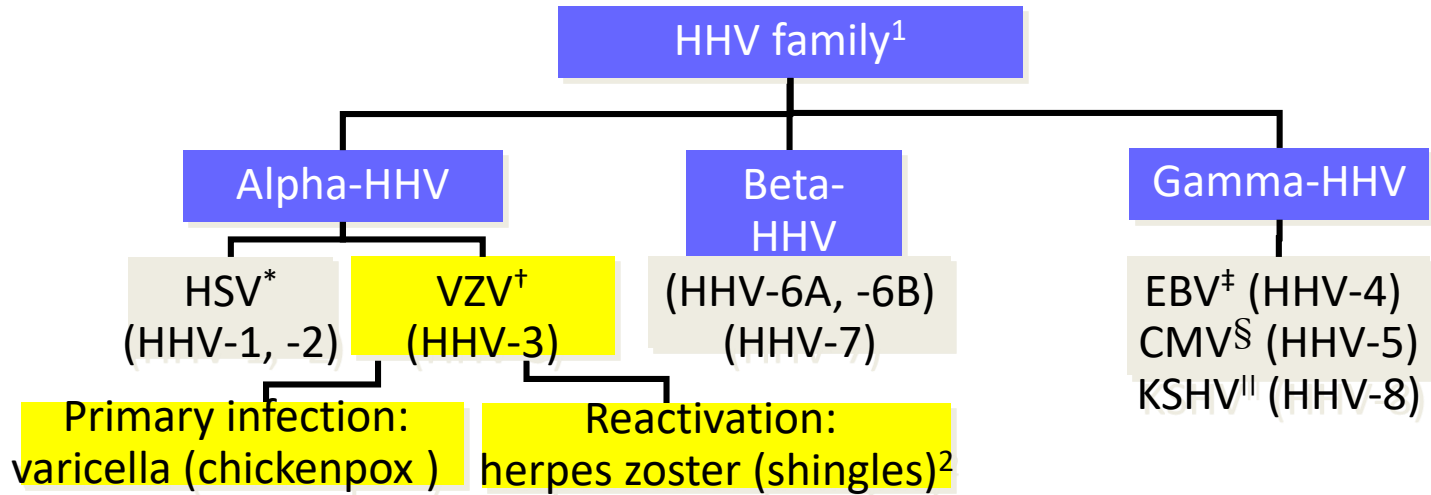 HHV family¹
Alpha-HHV
Beta-
HHV
Gamma-HHV
HSV*
(HHV-1, -2)
VZV†
(HHV-3)
(HHV-6A, -6B)
(HHV-7)
EBV‡ (HHV-4)
CMV§ (HHV-5)
KSHV|| (HHV-8)
Primary infection:
varicella (chickenpox )
Reactivation:
herpes zoster (shingles)²